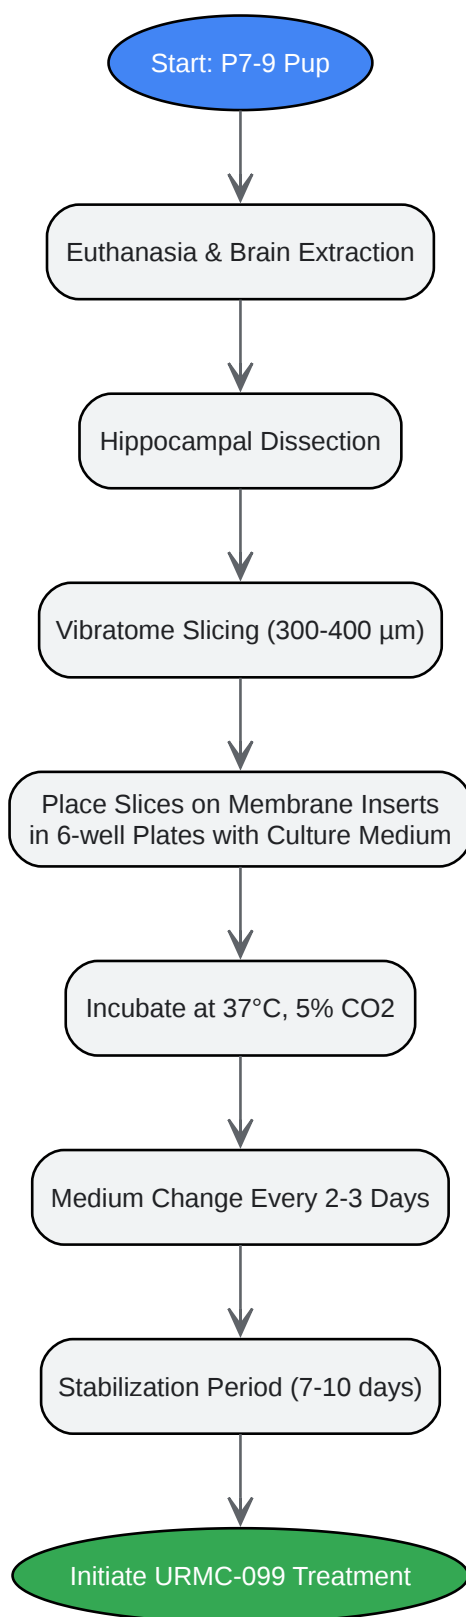 Start: P7-9 Pup
Euthanasia & Brain Extraction
Hippocampal Dissection
Vibratome Slicing (300-400 µm)
Place Slices on Membrane Inserts
in 6-well Plates with Culture Medium
Incubate at 37°C, 5% CO2
Medium Change Every 2-3 Days
Stabilization Period (7-10 days)
Initiate URMC-099 Treatment